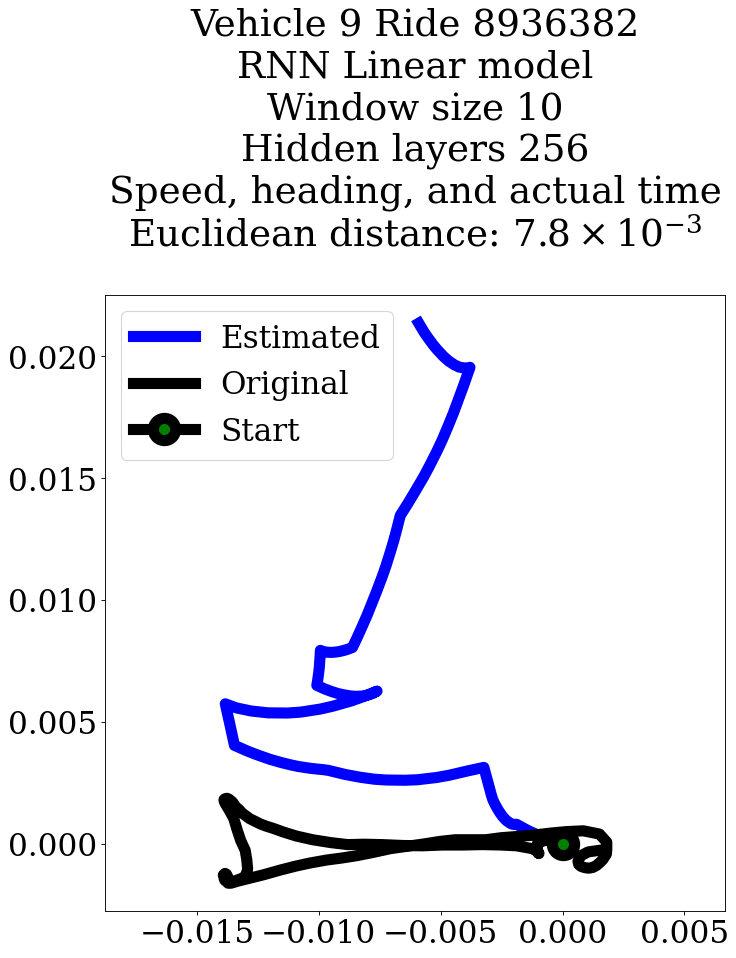 Vehicle 9 Ride 8936382
RNN Linear model
Window size 10
Hidden layers 256
Speed, heading, and actual time
Euclidean distance: 7.8 × 10⁻³
Estimated
Original
Start
0.020
0.015
0.010
0.005
0.000
−0.015 −0.010 −0.005 0.000 0.005